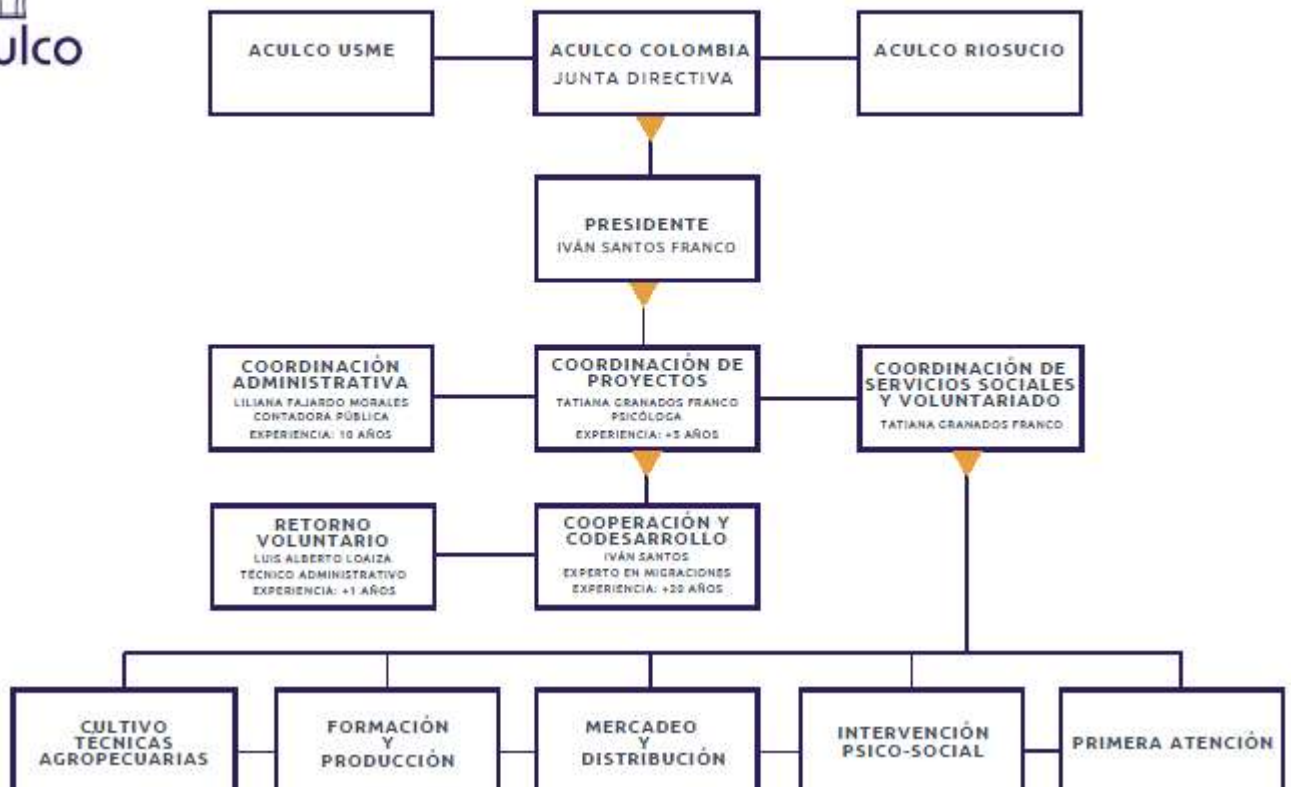 ulco
ACULCO USME
ACULCO COLOMBIA
JUNTA DIRECTIVA
ACULCO RIOSUCIO
PRESIDENTE
IVÁN SANTOS FRANCO
COORDINACIÓN
ADMINISTRATIVA
LILIANA FAJARDO MORALES
CONTADORA PÚBLICA
EXPERIENCIA: 10 AÑOS
COORDINACIÓN DE
PROYECTOS
TATIANA GRANADOS FRANCO
PSICÓLOGA
EXPERIENCIA: +5 AÑOS
COORDINACIÓN DE
SERVICIOS SOCIALES
Y VOLUNTARIADO
TATIANA GRANADOS FRANCO
RETORNO
VOLUNTARIO
LUIS ALBERTO LOAIZA
TÉCNICO ADMINISTRATIVO
EXPERIENCIA: +1 AÑOS
COOPERACIÓN Y
CODESARROLLO
IVÁN SANTOS
EXPERTO EN MIGRACIONES
EXPERIENCIA: +20 AÑOS
CULTIVO
TÉCNICAS
AGROPECUARIAS
FORMACIÓN
Y
PRODUCCIÓN
MERCADEO
Y
DISTRIBUCIÓN
INTERVENCIÓN
PSICO-SOCIAL
PRIMERA ATENCIÓN